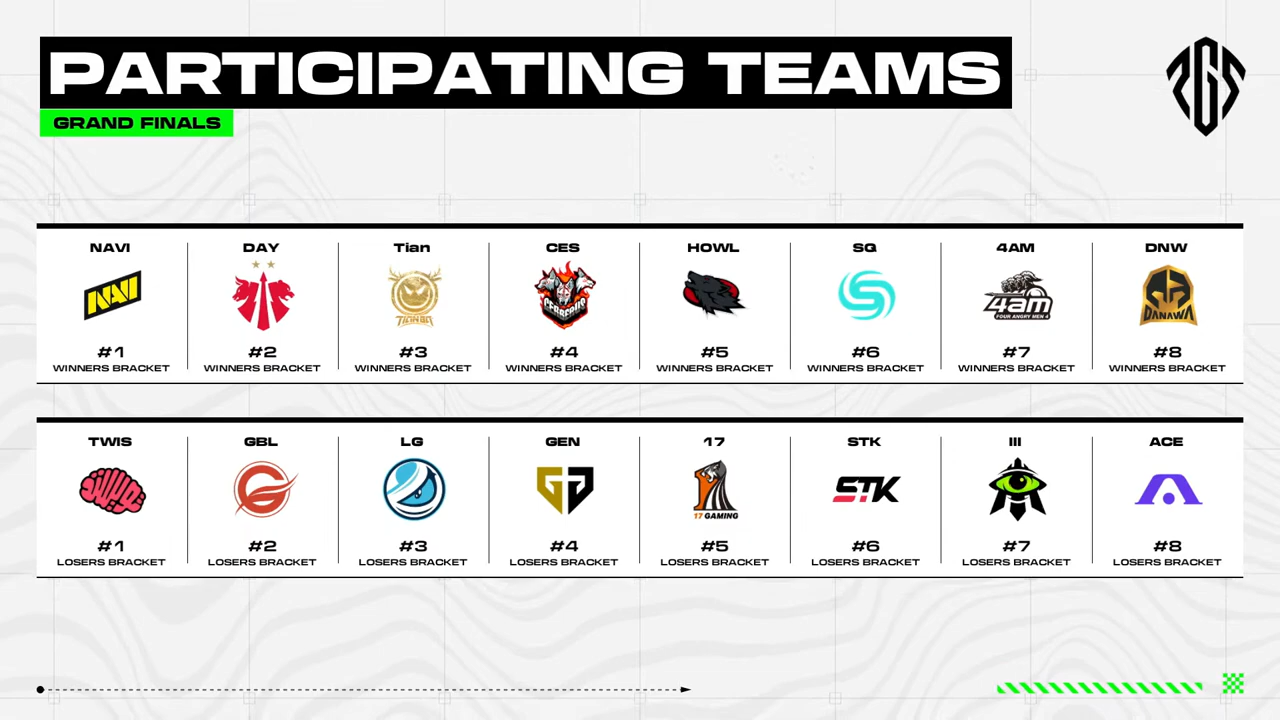 PARTICIPATING TEAMS
GRAND FINALS
NAVI DAY Tian CES HOWL SQ 4AM DNW
NAVI TIANBA CERBERUS 4am FOUR ANGRY MEN 4 DANAWA
#1 #2 #3 #4 #5 #6 #7 #8
WINNERS BRACKET WINNERS BRACKET WINNERS BRACKET WINNERS BRACKET WINNERS BRACKET WINNERS BRACKET WINNERS BRACKET WINNERS BRACKET
TWIS GBL LG GEN 17 STK III ACE
17 GAMING STK
#1 #2 #3 #4 #5 #6 #7 #8
LOSERS BRACKET LOSERS BRACKET LOSERS BRACKET LOSERS BRACKET LOSERS BRACKET LOSERS BRACKET LOSERS BRACKET LOSERS BRACKET